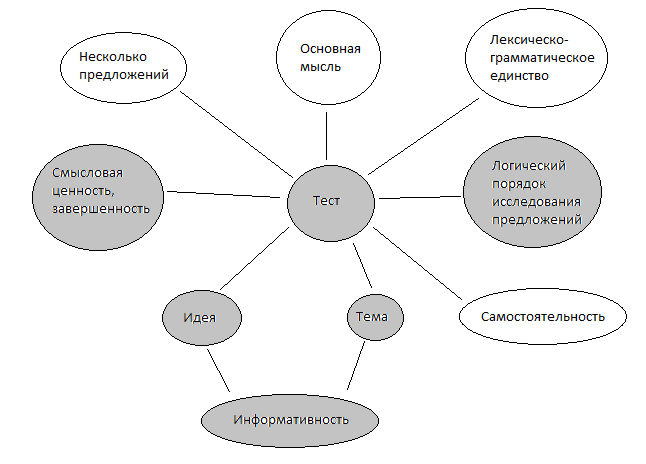 Несколько
предложений
Основная
мысль
Лексическо-
грамматическое
единство
Смысловая
ценность,
завершенность
Тест
Логический
порядок
исследования
предложений
Идея
Тема
Самостоятельность
Информативность